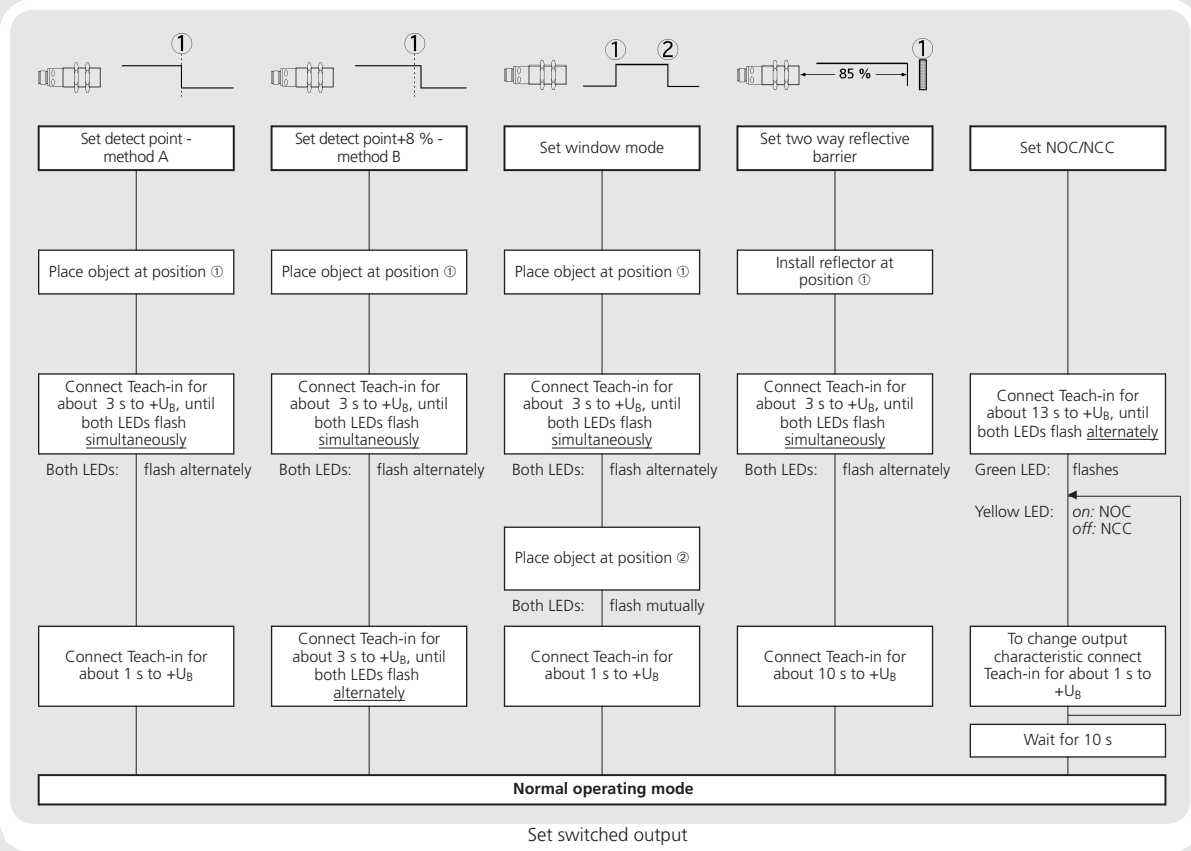 ①
①
① ②
①
85 %
Set detect point -
method A
Set detect point+8 % -
method B
Set window mode
Set two way reflective
barrier
Set NOC/NCC
Place object at position ①
Place object at position ①
Place object at position ①
Install reflector at
position ①
Connect Teach-in for
about 3 s to +UB, until
both LEDs flash
simultaneously
Connect Teach-in for
about 3 s to +UB, until
both LEDs flash
simultaneously
Connect Teach-in for
about 3 s to +UB, until
both LEDs flash
simultaneously
Connect Teach-in for
about 3 s to +UB, until
both LEDs flash
simultaneously
Connect Teach-in for
about 13 s to +UB, until
both LEDs flash alternately
Both LEDs: flash alternately
Both LEDs: flash alternately
Both LEDs: flash alternately
Both LEDs: flash alternately
Green LED: flashes
Yellow LED: on: NOC
off: NCC
Place object at position ②
Both LEDs: flash mutually
Connect Teach-in for
about 1 s to +UB
Connect Teach-in for
about 3 s to +UB, until
both LEDs flash
alternately
Connect Teach-in for
about 1 s to +UB
Connect Teach-in for
about 10 s to +UB
To change output
characteristic connect
Teach-in for about 1 s to
+UB
Wait for 10 s
Normal operating mode
Set switched output